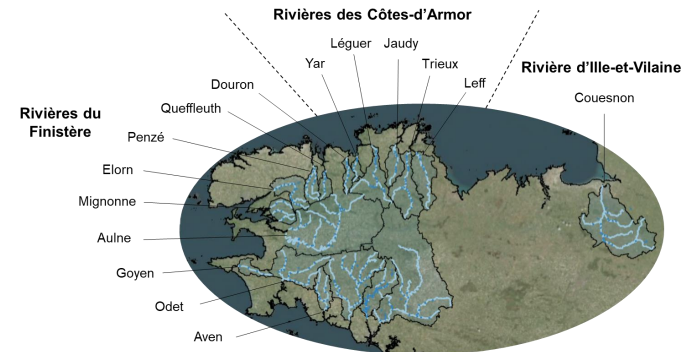 Rivières des Côtes-d'Armor
Léguer
Jaudy
Yar
Trieux
Leff
Rivière d'Ille-et-Vilaine
Couesnon
Rivières du
Finistère
Douron
Queffleuth
Penzé
Elorn
Mignonne
Aulne
Goyen
Odet
Aven